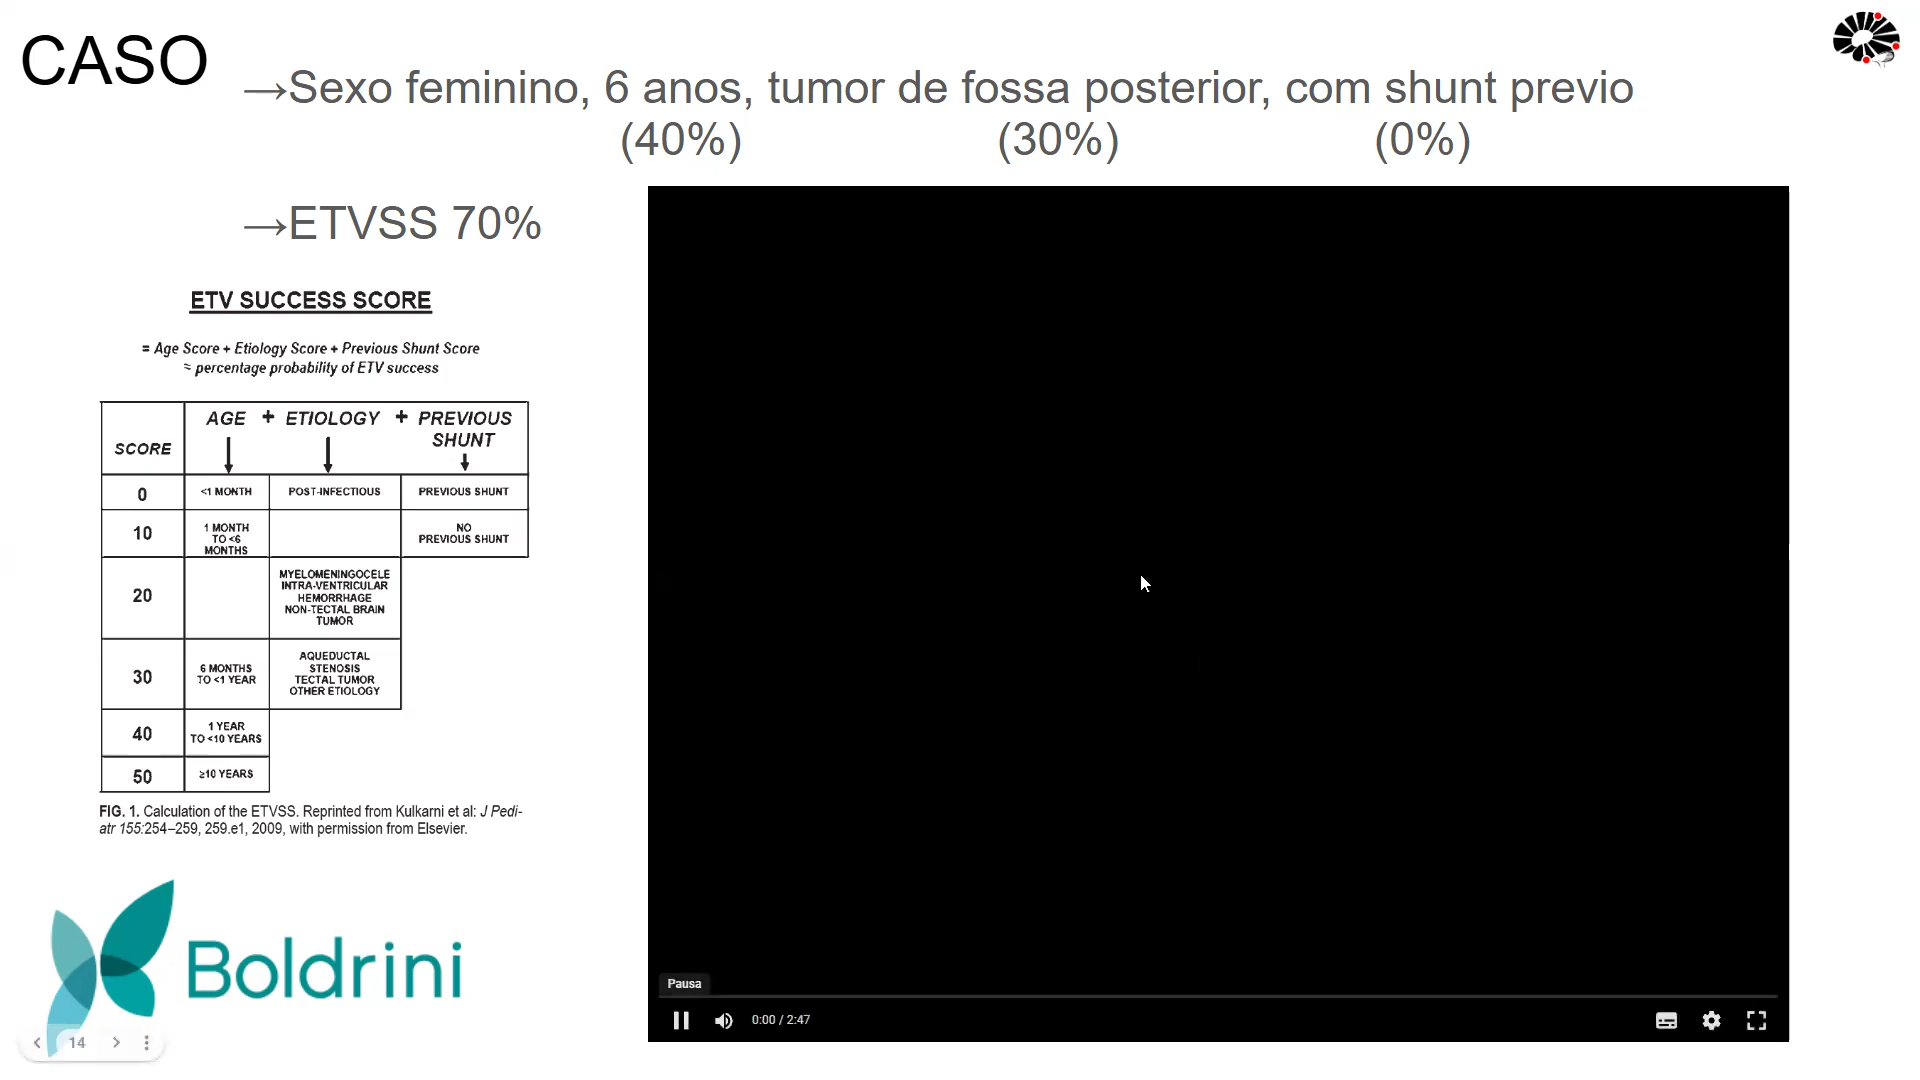 CASO
→Sexo feminino, 6 anos, tumor de fossa posterior, com shunt previo
(40%) (30%) (0%)
→ETVSS 70%
ETV SUCCESS SCORE
= Age Score + Etiology Score + Previous Shunt Score
≈ percentage probability of ETV success
SCORE AGE + ETIOLOGY + PREVIOUS
SHUNT
0 <1 MONTH POST-INFECTIOUS PREVIOUS SHUNT
10 1 MONTH
TO <6
MONTHS
NO
PREVIOUS SHUNT
20 MYELOMENINGOCELE
INTRA-VENTRICULAR
HEMORRHAGE
NON-TECTAL BRAIN
TUMOR
30 6 MONTHS
TO <1 YEAR
AQUEDUCTAL
STENOSIS
TECTAL TUMOR
OTHER ETIOLOGY
40 1 YEAR
TO <10 YEARS
50 ≥10 YEARS
FIG. 1. Calculation of the ETVSS. Reprinted from Kulkarni et al: J Pedi-
atr 155:254–259, 259.e1, 2009, with permission from Elsevier.
Boldrini
14
Pausa
0:00 / 2:47